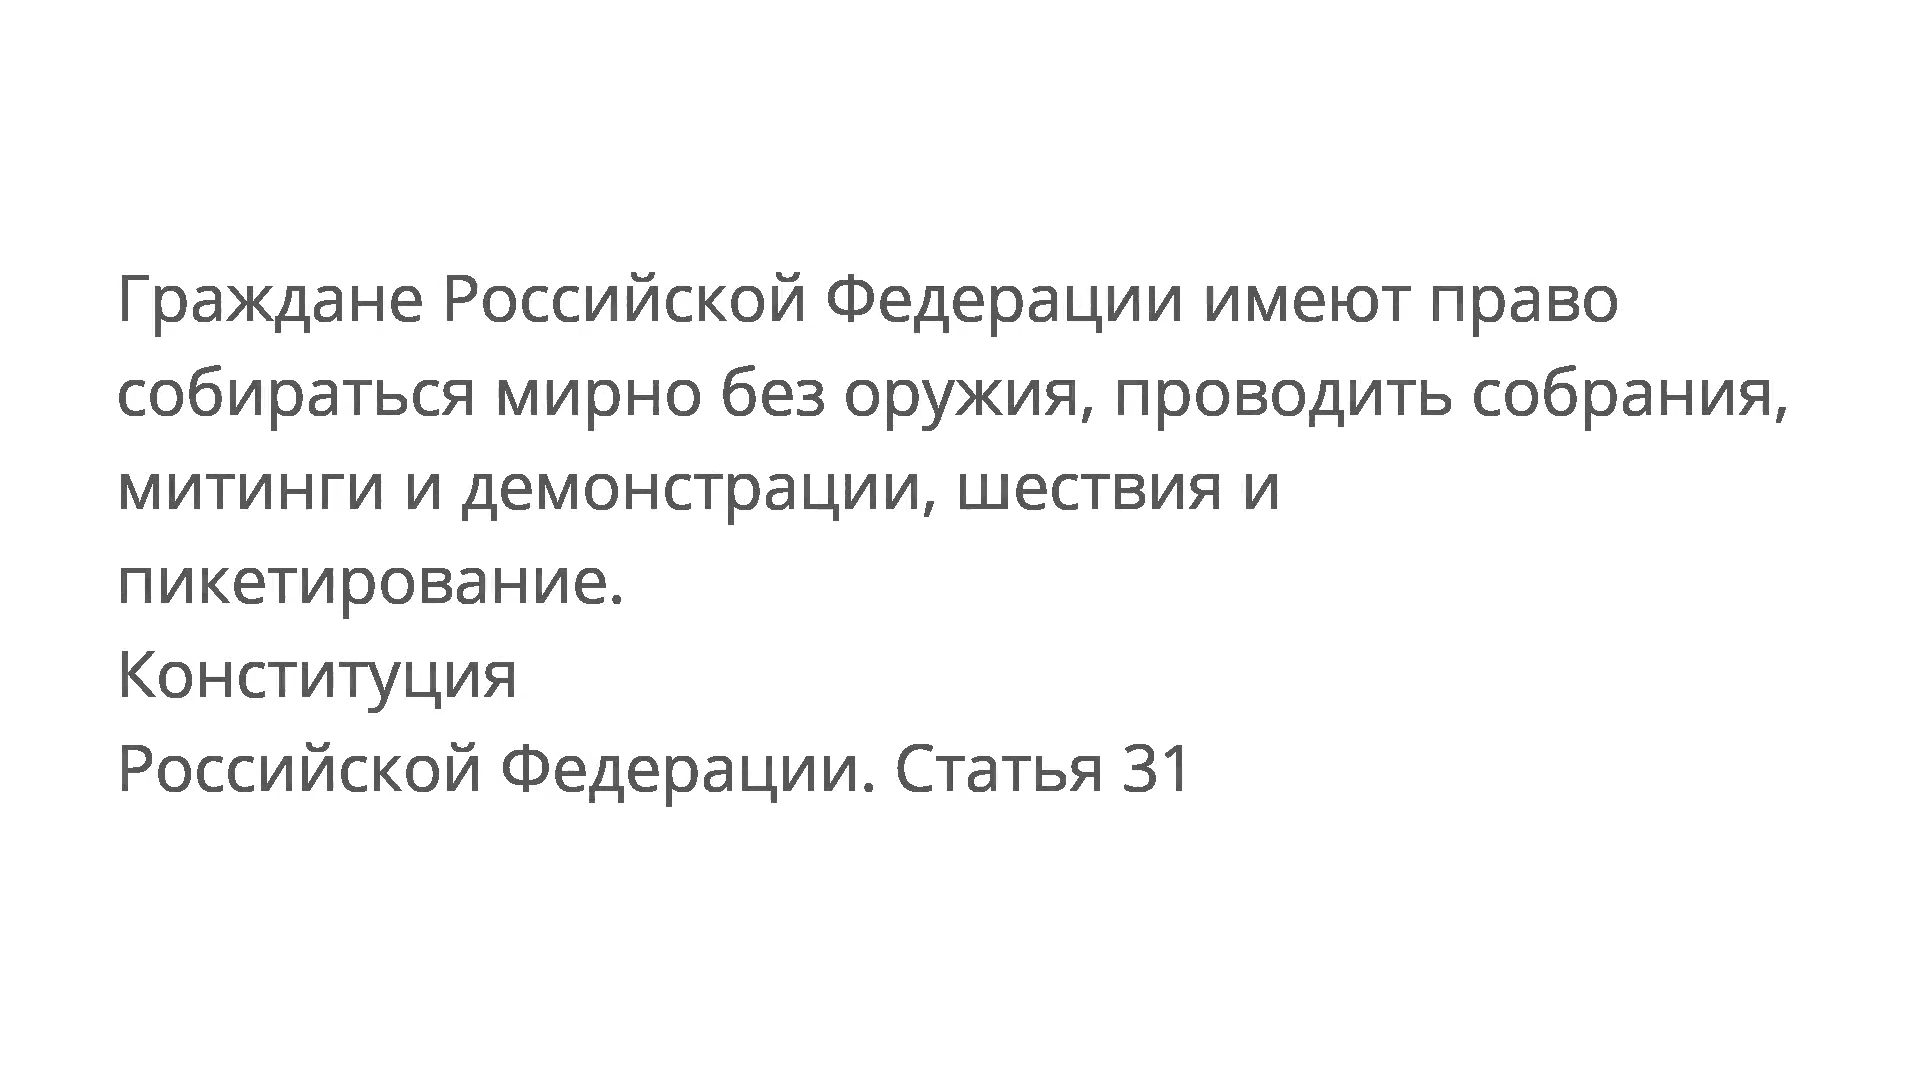 Граждане Российской Федерации имеют право
собираться мирно без оружия, проводить собрания,
митинги и демонстрации, шествия и
пикетирование.
Конституция
Российской Федерации. Статья 31